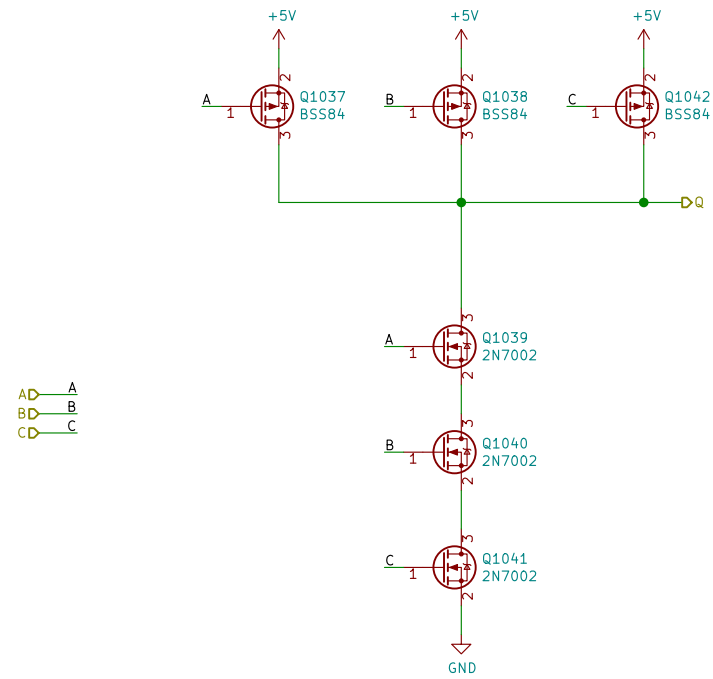 +5V +5V +5V
2 2 2
A Q1037 B Q1038 C Q1042
1 BSS84 1 BSS84 1 BSS84
3 3 3
Q
3
A Q1039
1 2N7002
2
A A
B B
C C
3
B Q1040
1 2N7002
2
3
C Q1041
1 2N7002
2
GND